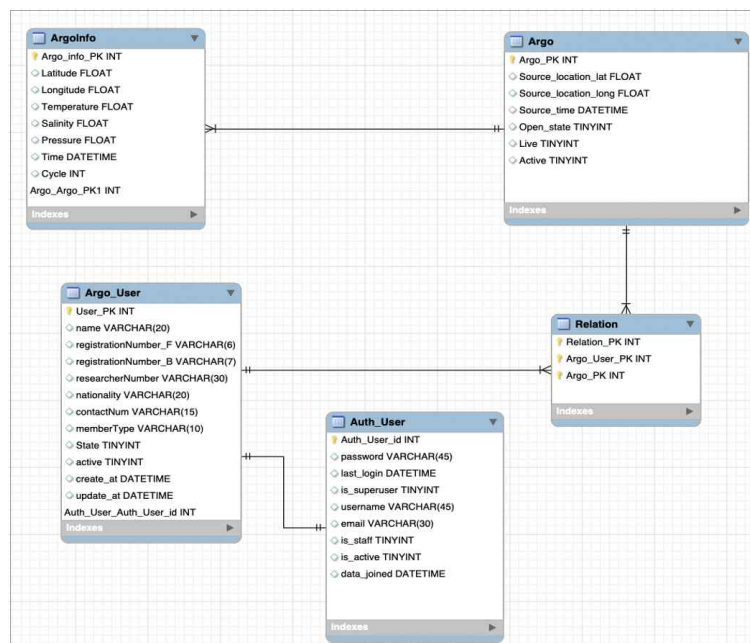 ArgoInfo
Argo_info_PK INT
Latitude FLOAT
Longitude FLOAT
Temperature FLOAT
Salinity FLOAT
Pressure FLOAT
Time DATETIME
Cycle INT
Argo_Argo_PK1 INT
Indexes
Argo
Argo_PK INT
Source_location_lat FLOAT
Source_location_long FLOAT
Source_time DATETIME
Open_state TINYINT
Live TINYINT
Active TINYINT
Indexes
Argo_User
User_PK INT
name VARCHAR(20)
registrationNumber_F VARCHAR(6)
registrationNumber_B VARCHAR(7)
researcherNumber VARCHAR(30)
nationality VARCHAR(20)
contactNum VARCHAR(15)
memberType VARCHAR(10)
State TINYINT
active TINYINT
create_at DATETIME
update_at DATETIME
Auth_User_Auth_User_id INT
Indexes
Relation
Relation_PK INT
Argo_User_PK INT
Argo_PK INT
Indexes
Auth_User
Auth_User_id INT
password VARCHAR(45)
last_login DATETIME
is_superuser TINYINT
username VARCHAR(45)
email VARCHAR(30)
is_staff TINYINT
is_active TINYINT
data_joined DATETIME
Indexes